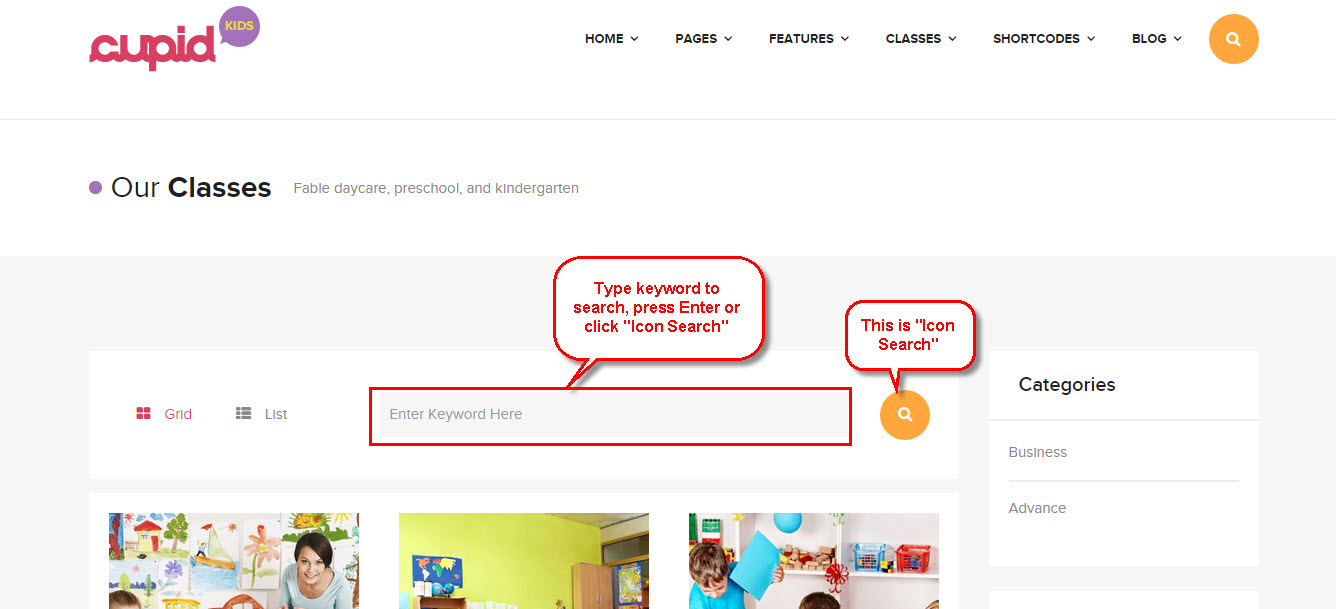 cupid
KIDS
HOME
PAGES
FEATURES
CLASSES
SHORTCODES
BLOG
Our Classes
Fable daycare, preschool, and kindergarten
Type keyword to
search, press Enter or
click "Icon Search"
This is "Icon
Search"
Grid
List
Enter Keyword Here
Categories
Business
Advance